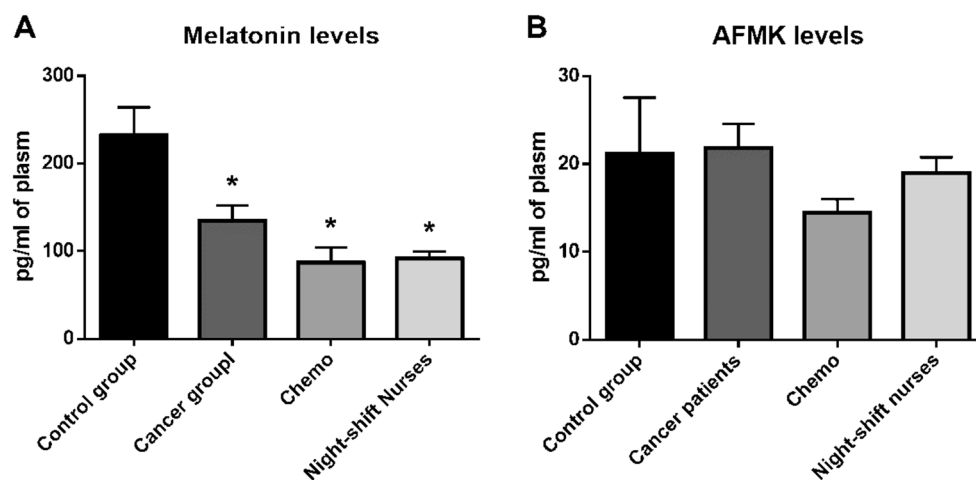 A
Melatonin levels
pg/ml of plasm
300
200
100
0
*
*
*
Control group
Cancer groupl
Chemo
Night-shift Nurses
B
AFMK levels
pg/ml of plasm
30
20
10
0
Control group
Cancer patients
Chemo
Night-shift nurses